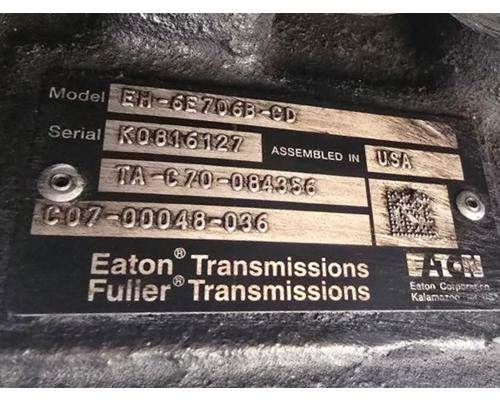 Model EH-6E706B-CD
Serial K0816127 ASSEMBLED IN USA
TA-C70-084356
C07-00048-036
Eaton® Transmissions
Fuller® Transmissions
EATON
Eaton Corporation
Kalamazoo